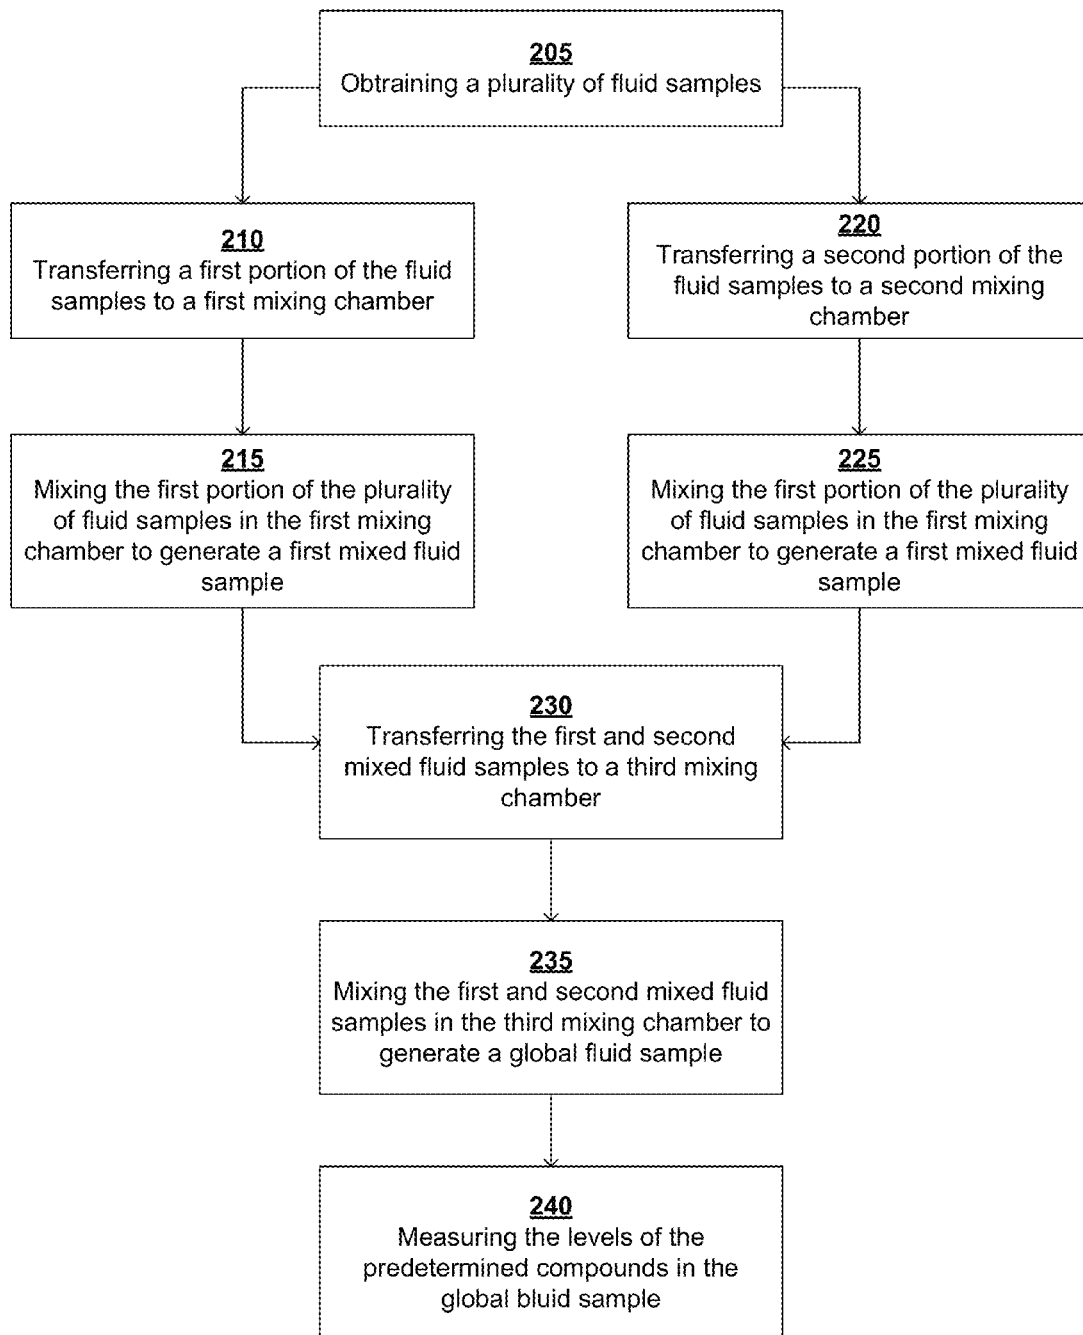 205
Obtraining a plurality of fluid samples
210
Transferring a first portion of the fluid
samples to a first mixing chamber
220
Transferring a second portion of the
fluid samples to a second mixing
chamber
215
Mixing the first portion of the plurality
of fluid samples in the first mixing
chamber to generate a first mixed fluid
sample
225
Mixing the first portion of the plurality
of fluid samples in the first mixing
chamber to generate a first mixed fluid
sample
230
Transferring the first and second
mixed fluid samples to a third mixing
chamber
235
Mixing the first and second mixed fluid
samples in the third mixing chamber to
generate a global fluid sample
240
Measuring the levels of the
predetermined compounds in the
global bluid sample